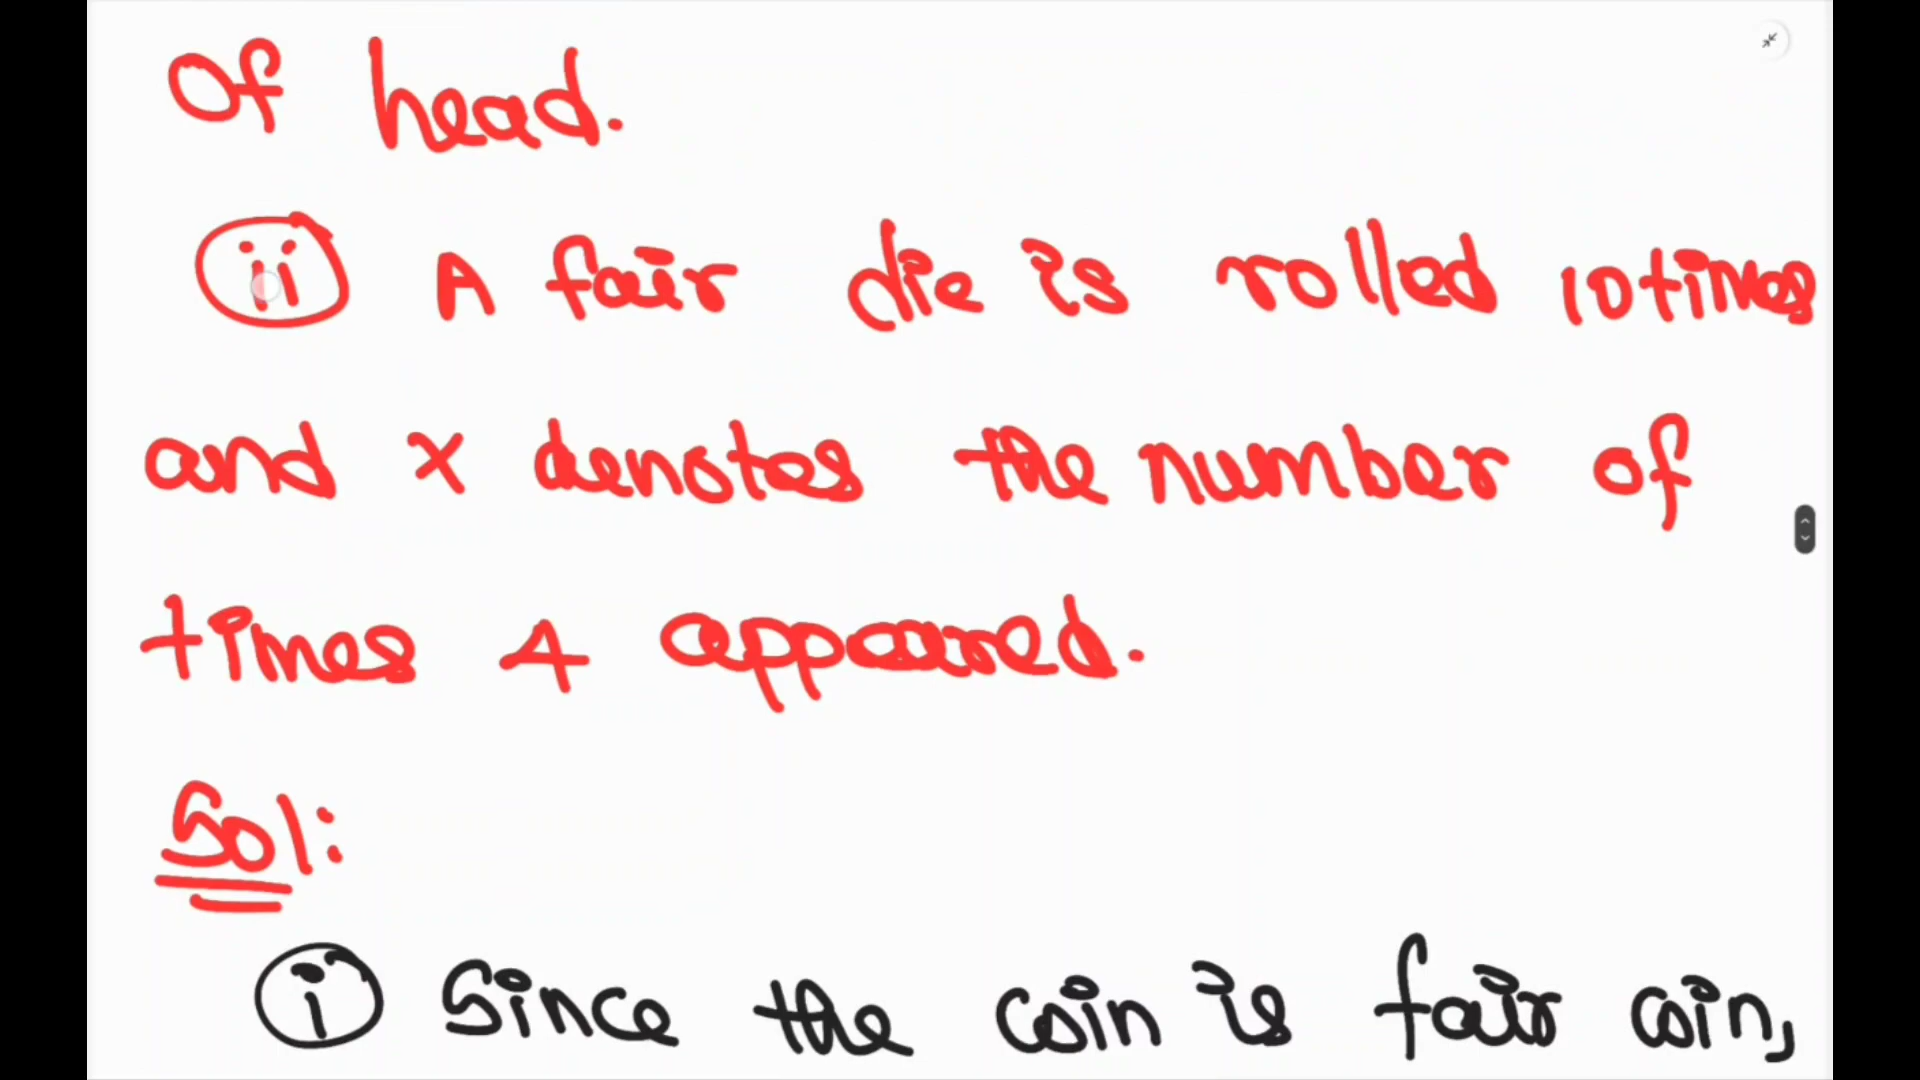 Of head.
ii A fair die is rolled 10 times
and x denotes the number of
times 4 appeared.
Sol:
i Since the coin is fair coin,